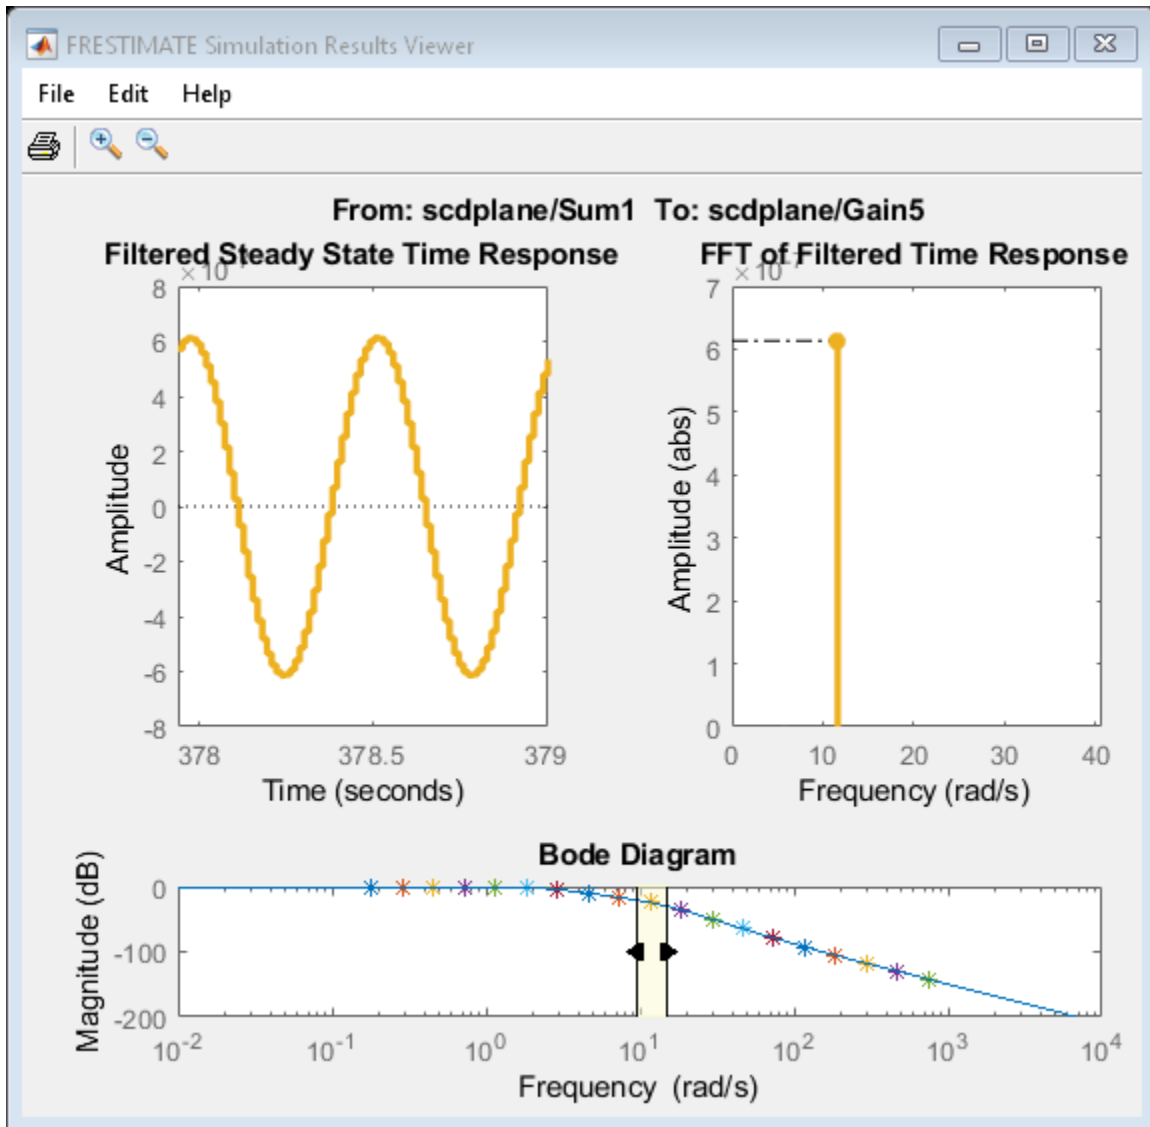 FRESTIMATE Simulation Results Viewer
File Edit Help
From: scdplane/Sum1 To: scdplane/Gain5
Filtered Steady State Time Response
×10
8
6
4
2
0
-2
-4
-6
-8
Amplitude
378 378.5 379
Time (seconds)
FFT of Filtered Time Response
×10
7
6
5
4
3
2
1
0
Amplitude (abs)
0 10 20 30 40
Frequency (rad/s)
Bode Diagram
Magnitude (dB)
0
-100
-200
10⁻² 10⁻¹ 10⁰ 10¹ 10² 10³ 10⁴
Frequency (rad/s)